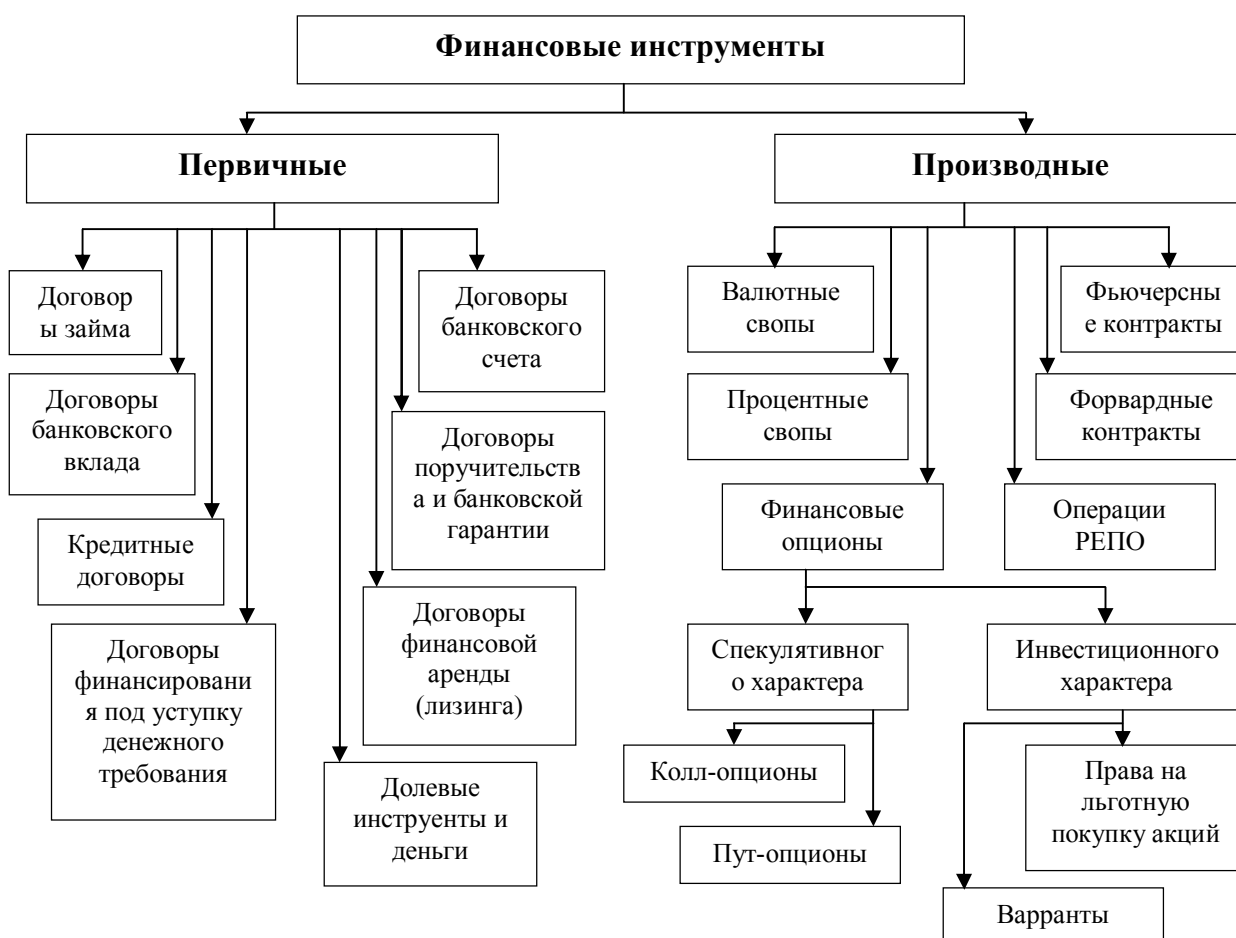 Финансовые инструменты
Первичные
Производные
Договор
ы займа
Договоры
банковского
вклада
Кредитные
договоры
Договоры
финансировани
я под уступку
денежного
требования
Договоры
банковского
счета
Договоры
поручительств
а и банковской
гарантии
Договоры
финансовой
аренды
(лизинга)
Долевые
инструенты и
деньги
Валютные
свопы
Процентные
свопы
Финансовые
опционы
Фьючерсны
е контракты
Форвардные
контракты
Операции
РЕПО
Спекулятивног
о характера
Инвестиционного
характера
Колл-опционы
Пут-опционы
Права на
льготную
покупку акций
Варранты